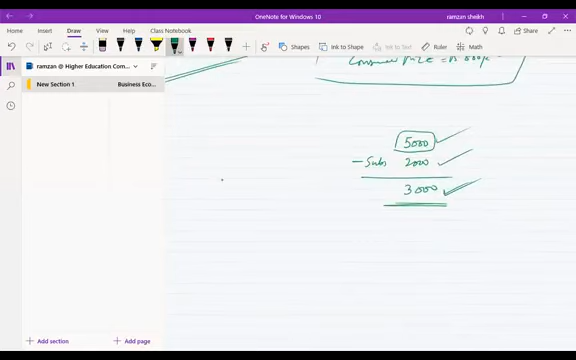 OneNote for Windows 10
ramzan sheikh
Home Insert Draw View Help Class Notebook
Share
Shapes Ink to Shape Ink to Text Ruler Math
ramzan @ Higher Education Com...
New Section 1 Business Eco...
Consumer
5000
- Subs 2000
3000
Add section Add page